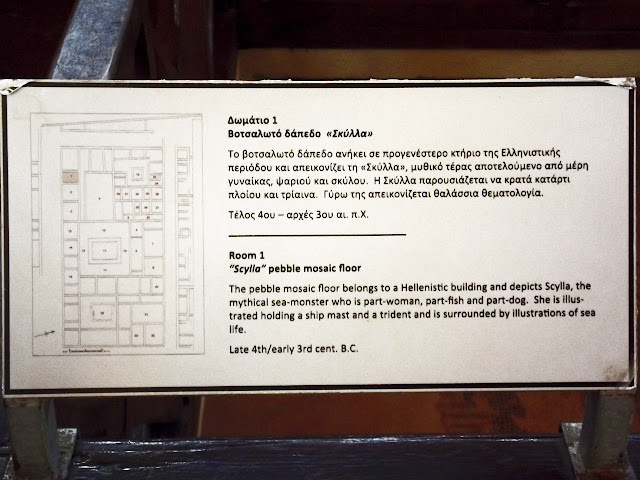 Δωμάτιο 1
Βοτσαλωτό δάπεδο «Σκύλλα»
Το βοτσαλωτό δάπεδο ανήκει σε προγενέστερο κτήριο της Ελληνιστικής
περιόδου και απεικονίζει τη «Σκύλλα», μυθικό τέρας αποτελούμενο από μέρη
γυναίκας, ψαριού και σκύλου. Η Σκύλλα παρουσιάζεται να κρατά κατάρτι
πλοίου και τρίαινα. Γύρω της απεικονίζεται θαλάσσια θεματολογία.
Τέλος 4ου – αρχές 3ου αι. π.Χ.
Room 1
"Scylla" pebble mosaic floor
The pebble mosaic floor belongs to a Hellenistic building and depicts Scylla, the
mythical sea-monster who is part-woman, part-fish and part-dog. She is illus-
trated holding a ship mast and a trident and is surrounded by illustrations of sea
life.
Late 4th/early 3rd cent. B.C.